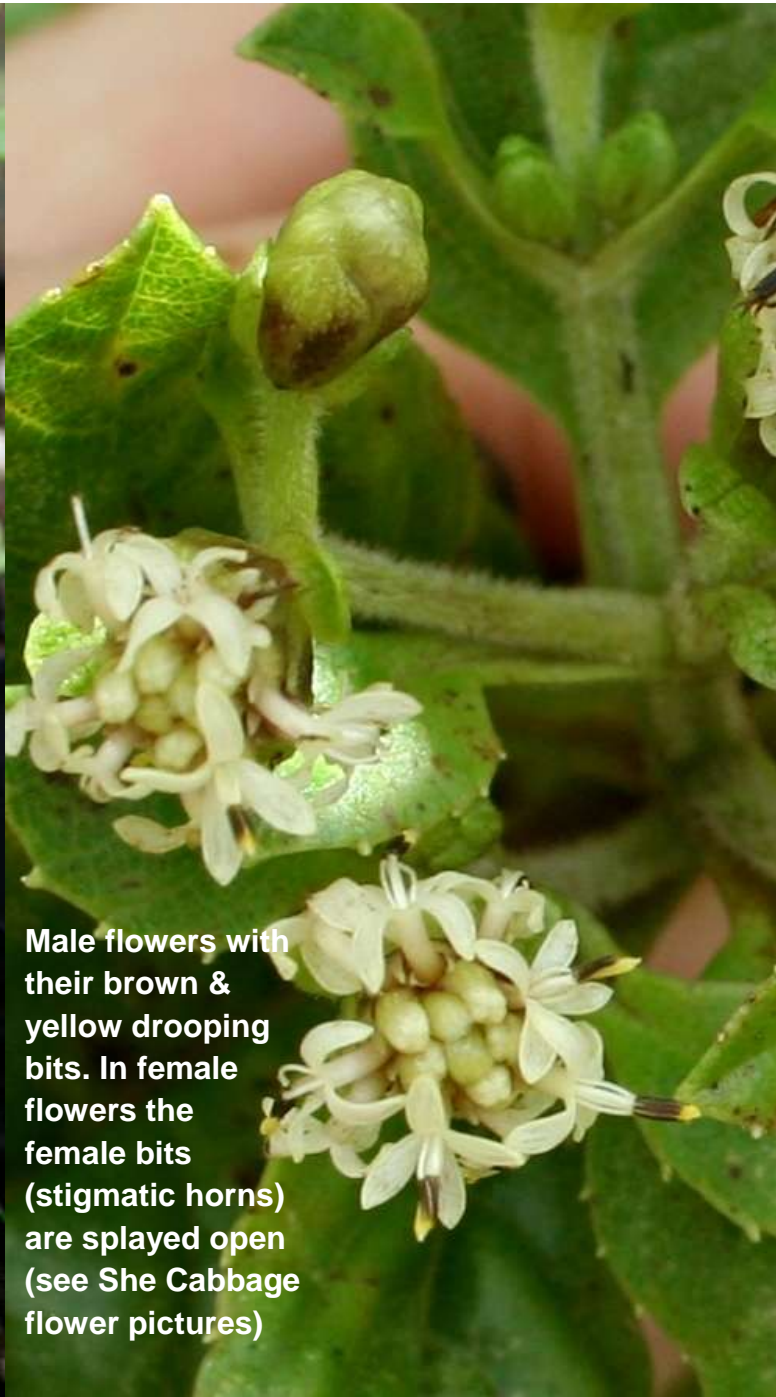 Male flowers with
their brown &
yellow drooping
bits. In female
flowers the
female bits
(stigmatic horns)
are splayed open
(see She Cabbage
flower pictures)